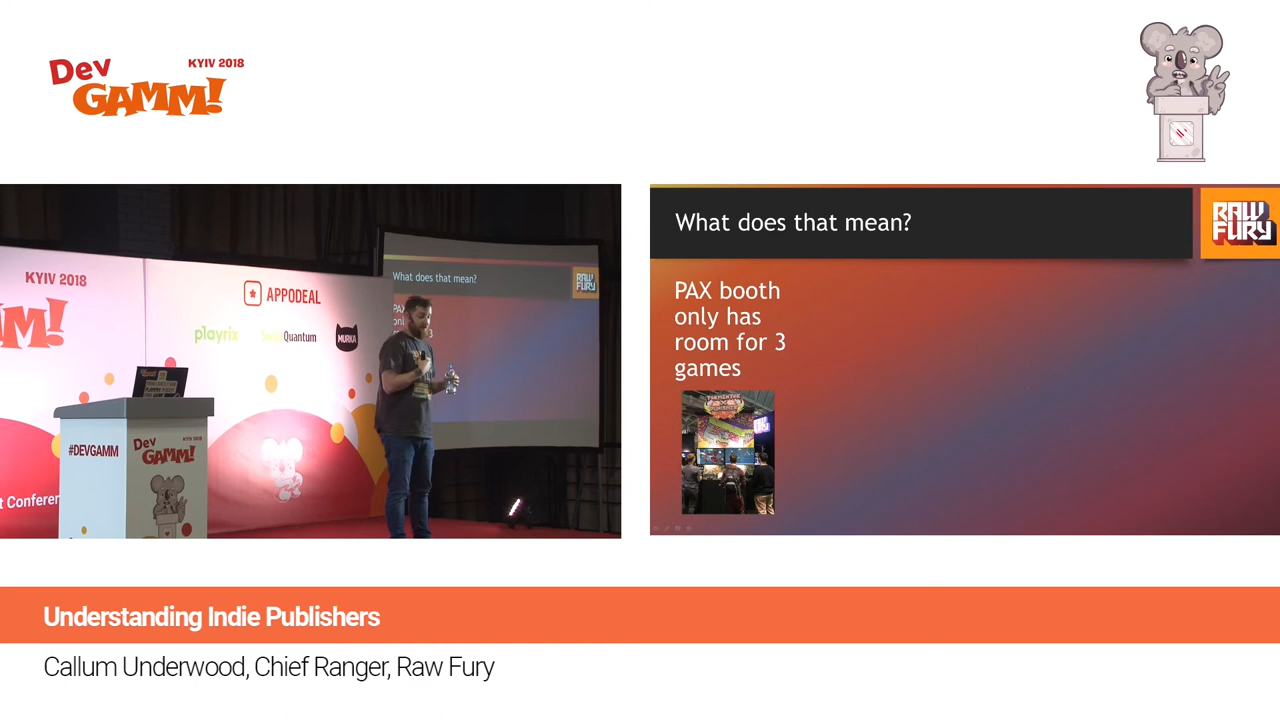 Dev
GAMM!
KYIV 2018
KYIV 2018
M!
APPODEAL
playrix
Quantum
MURKA
What does that mean?
RAW
FURY
#DEVGAMM
Dev
GAMM!
KYIV 2018
t Conferen
What does that mean?
RAW
FURY
PAX booth
only has
room for 3
games
Understanding Indie Publishers
Callum Underwood, Chief Ranger, Raw Fury